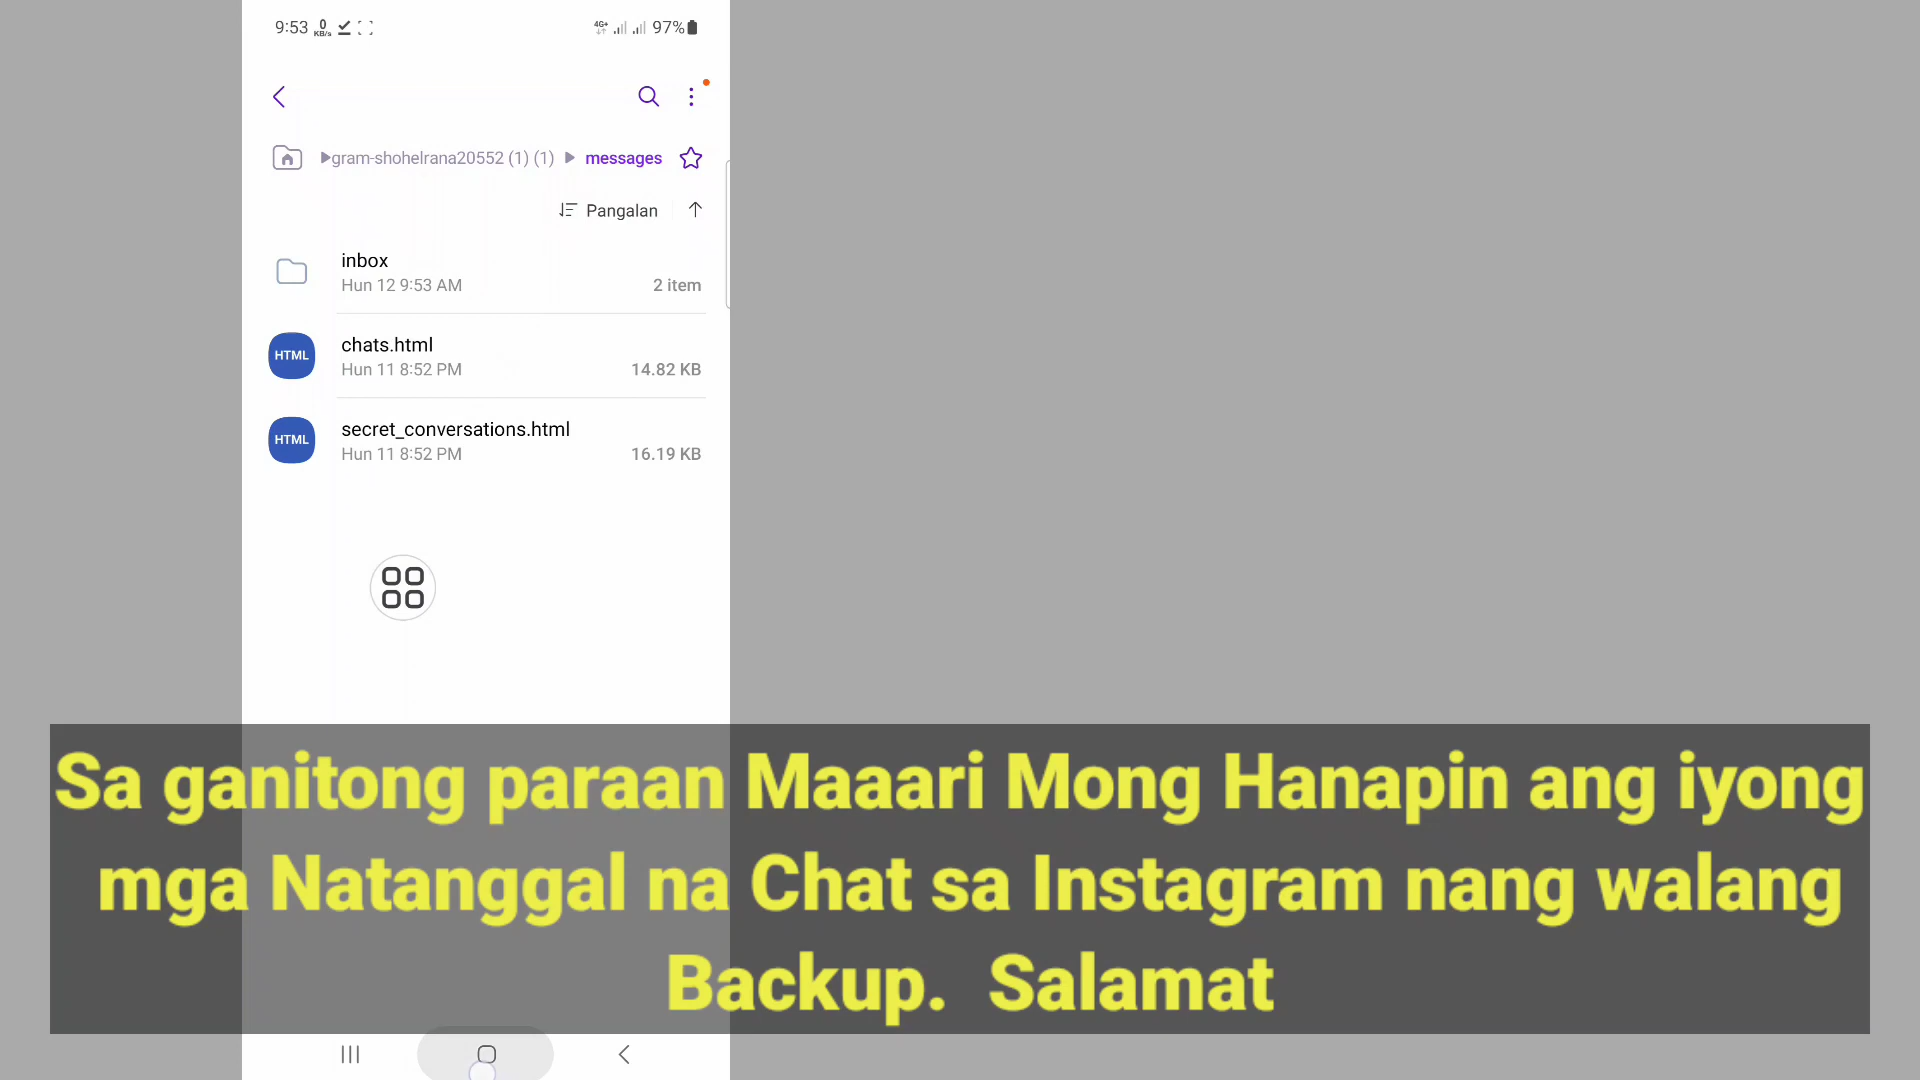 9:53 0 KB/s 4G+ 97%
gram-shohelrana20552 (1) (1) messages
Pangalan
inbox
Hun 12 9:53 AM 2 item
HTML chats.html
Hun 11 8:52 PM 14.82 KB
HTML secret_conversations.html
Hun 11 8:52 PM 16.19 KB
Sa ganitong paraan Maaari Mong Hanapin ang iyong
mga Natanggal na Chat sa Instagram nang walang
Backup. Salamat